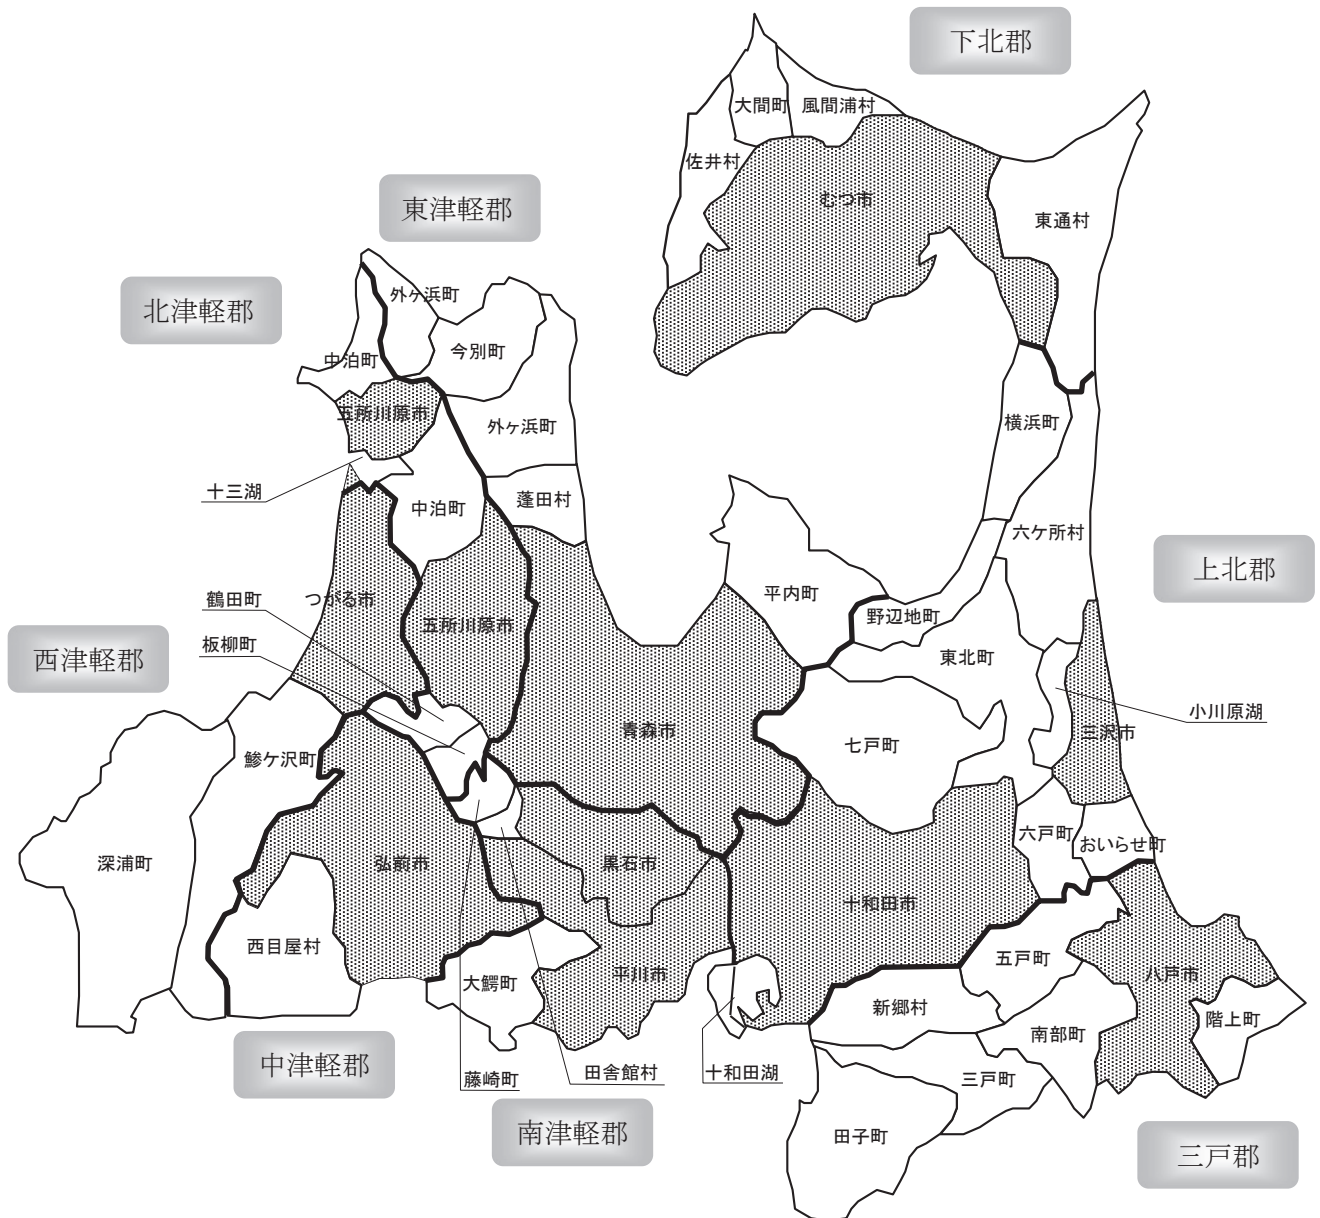 下北郡
大間町
風間浦村
佐井村
むつ市
東通村
東津軽郡
外ヶ浜町
北津軽郡
今別町
中泊町
五所川原市
横浜町
外ヶ浜町
十三湖
蓬田村
中泊町
六ケ所村
上北郡
鶴田町
つがる市
平内町
野辺地町
五所川原市
板柳町
西津軽郡
東北町
小川原湖
青森市
三沢市
七戸町
鰺ケ沢町
六戸町
おいらせ町
深浦町
弘前市
黒石市
十和田市
西目屋村
五戸町
大鰐町
平川市
八戸市
新郷村
階上町
南部町
中津軽郡
藤崎町
田舎館村
十和田湖
三戸町
南津軽郡
田子町
三戸郡